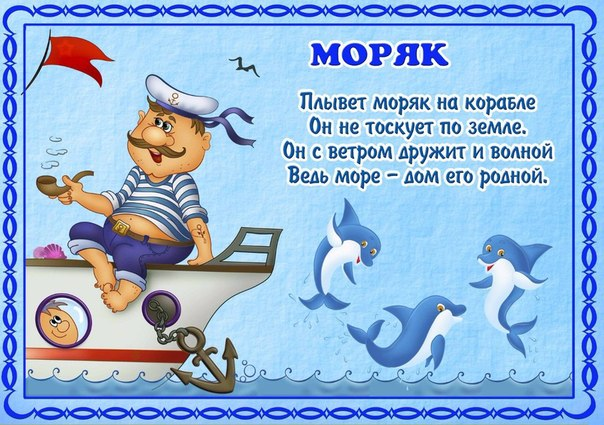 МОРЯК
Плывет моряк на корабле
Он не тоскует по земле.
Он с ветром дружит и волной
Ведь море – дом его родной.